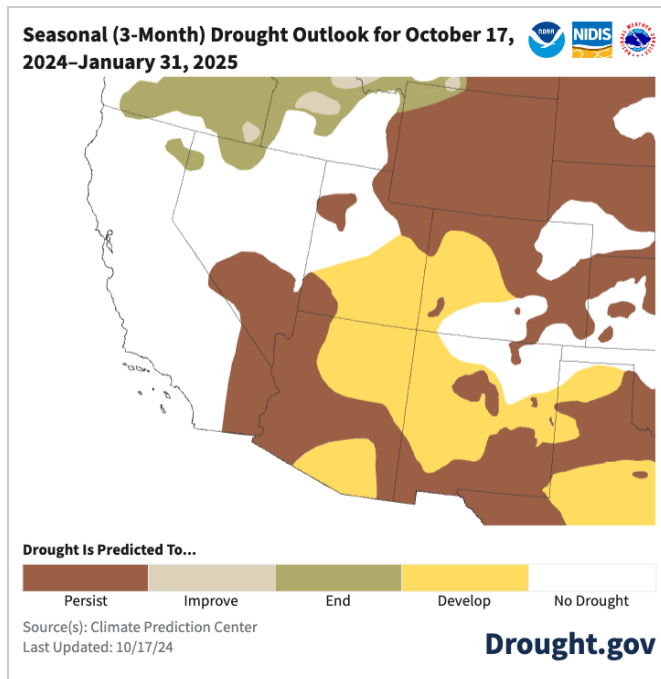 Seasonal (3-Month) Drought Outlook for October 17,
2024–January 31, 2025
NOAA
NIDIS
Drought Is Predicted To...
Persist
Improve
End
Develop
No Drought
Source(s): Climate Prediction Center
Last Updated: 10/17/24
Drought.gov